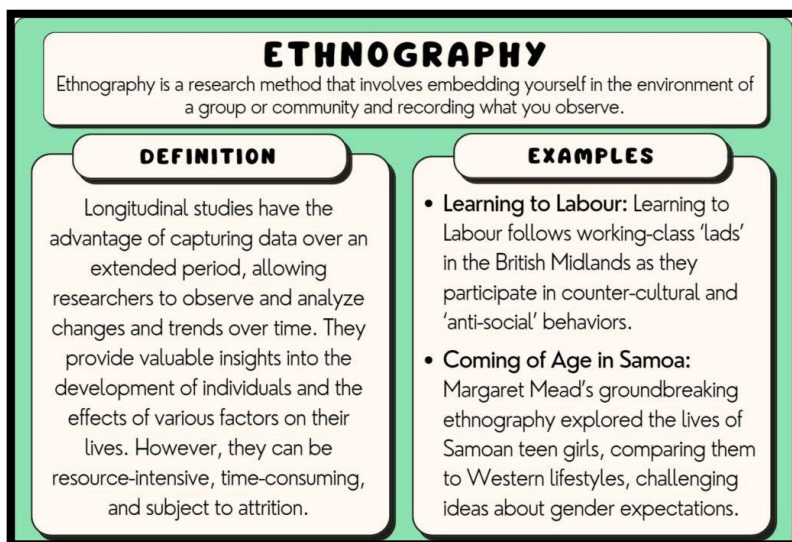 ETHNOGRAPHY
Ethnography is a research method that involves embedding yourself in the environment of
a group or community and recording what you observe.
DEFINITION
Longitudinal studies have the
advantage of capturing data over an
extended period, allowing
researchers to observe and analyze
changes and trends over time. They
provide valuable insights into the
development of individuals and the
effects of various factors on their
lives. However, they can be
resource-intensive, time-consuming,
and subject to attrition.
EXAMPLES
• Learning to Labour: Learning to
Labour follows working-class ‘lads’
in the British Midlands as they
participate in counter-cultural and
‘anti-social’ behaviors.
• Coming of Age in Samoa:
Margaret Mead’s groundbreaking
ethnography explored the lives of
Samoan teen girls, comparing them
to Western lifestyles, challenging
ideas about gender expectations.